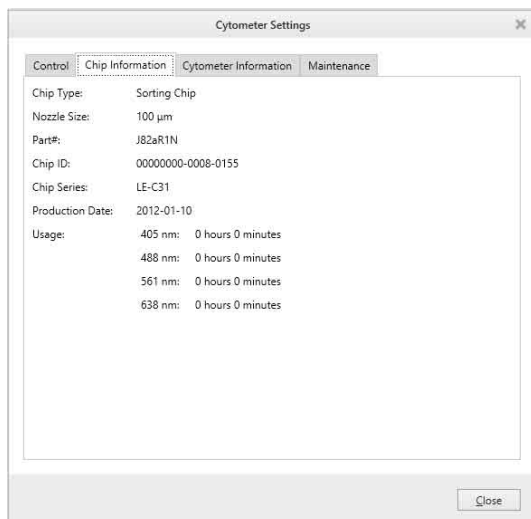 Cytometer Settings
Control Chip Information Cytometer Information Maintenance
Chip Type: Sorting Chip
Nozzle Size: 100 µm
Part#: J82aR1N
Chip ID: 00000000-0008-0155
Chip Series: LE-C31
Production Date: 2012-01-10
Usage: 405 nm: 0 hours 0 minutes
488 nm: 0 hours 0 minutes
561 nm: 0 hours 0 minutes
638 nm: 0 hours 0 minutes
Close